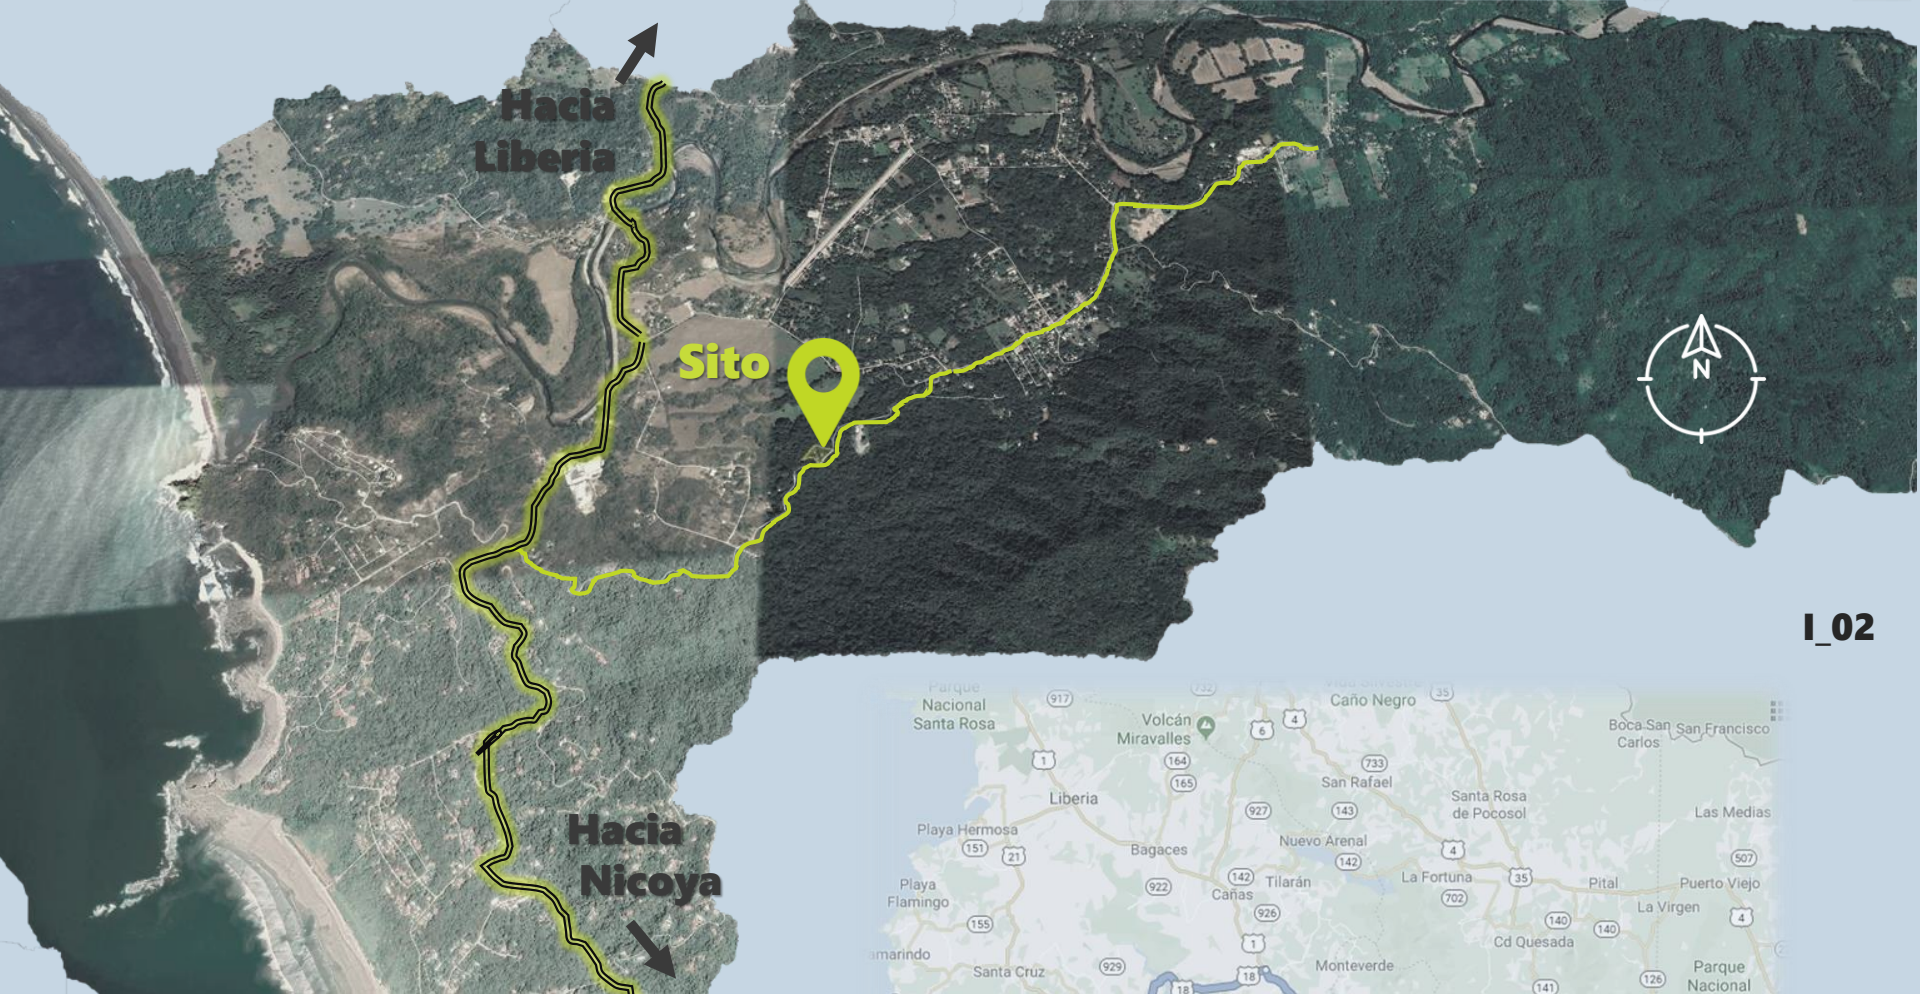 Hacia
Liberia
Sito
N
I_02
Hacia
Nicoya
Parque
Nacional
Santa Rosa
917
732
Caño Negro
35
Volcán
Miravalles
6
4
Boca San
Carlos
San Francisco
1
164
165
733
San Rafael
Liberia
927
143
Santa Rosa
de Pocosol
Las Medias
Playa Hermosa
151
21
Bagaces
Nuevo Arenal
142
4
507
Playa
Flamingo
922
142
Cañas
Tilarán
La Fortuna
702
35
Pital
Puerto Viejo
La Virgen
4
155
926
140
140
amarindo
Santa Cruz
929
1
18
18
Monteverde
Cd Quesada
141
126
Parque
Nacional